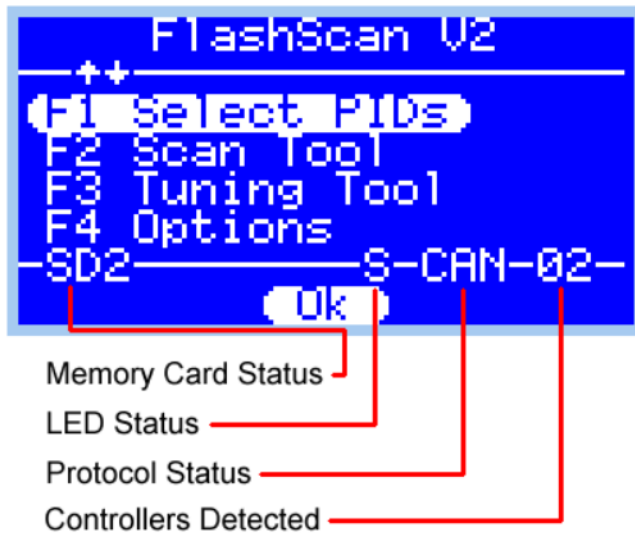 FlashScan V2
F1 Select PIDs
F2 Scan Tool
F3 Tuning Tool
F4 Options
SD2 S-CAN-02
Ok
Memory Card Status
LED Status
Protocol Status
Controllers Detected